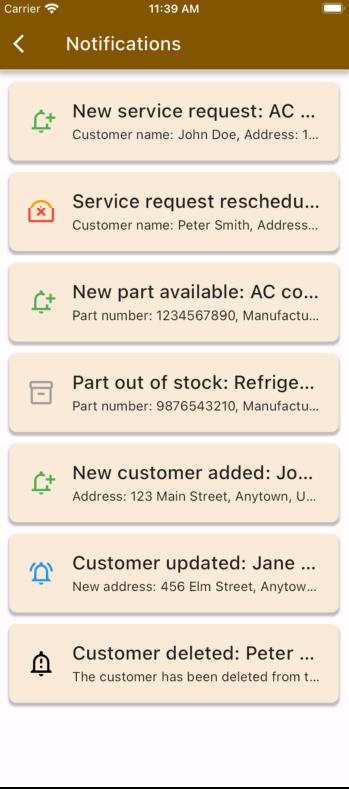 Carrier 11:39 AM
Notifications
New service request: AC ...
Customer name: John Doe, Address: 1...
Service request reschedu...
Customer name: Peter Smith, Address...
New part available: AC co...
Part number: 1234567890, Manufactu...
Part out of stock: Refrige...
Part number: 9876543210, Manufactu...
New customer added: Jo...
Address: 123 Main Street, Anytown, U...
Customer updated: Jane ...
New address: 456 Elm Street, Anytow...
Customer deleted: Peter ...
The customer has been deleted from t...